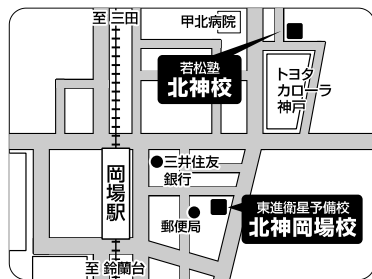 至 三田
甲北病院
若松塾
北神校
トヨタ
カローラ
神戸
岡場駅
三井住友
銀行
郵便局
東進衛星予備校
北神岡場校
至 鈴蘭台